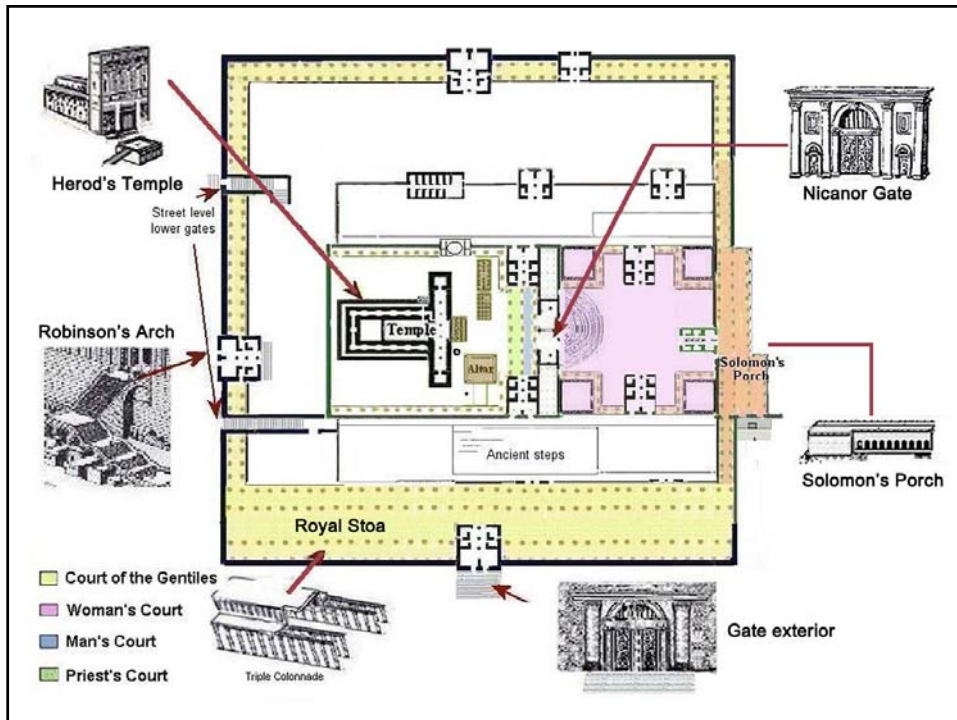 Herod's Temple
Nicanor Gate
Street level
lower gates
Robinson's Arch
Temple
Altar
Solomon's
Porch
Ancient steps
Solomon's Porch
Royal Stoa
Court of the Gentiles
Woman's Court
Man's Court
Priest's Court
Triple Colonnade
Gate exterior